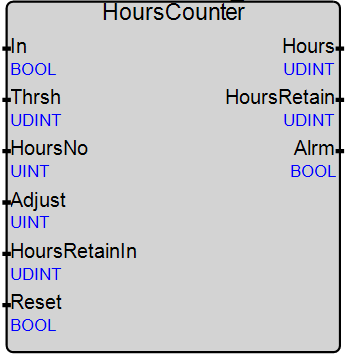 HoursCounter
In Hours
BOOL UDINT
Thrsh HoursRetain
UDINT UDINT
HoursNo Alrm
UINT BOOL
Adjust
UINT
HoursRetainIn
UDINT
Reset
BOOL